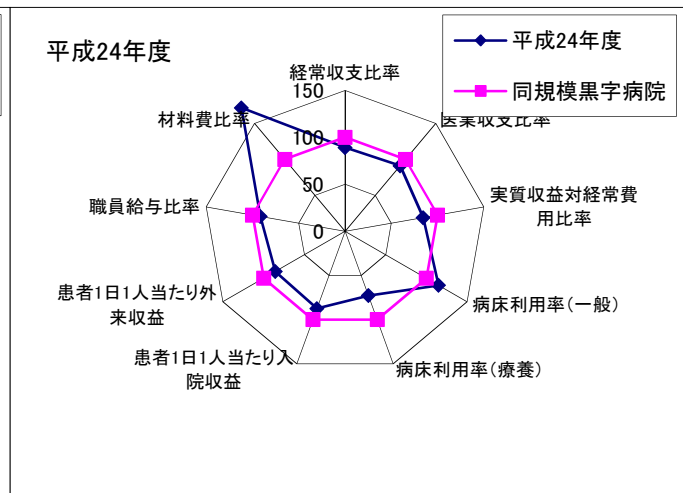 平成24年度
平成24年度
同規模黒字病院
経常収支比率
医業収支比率
実質収益対経常費
用比率
病床利用率(一般)
病床利用率(療養)
患者1日1人当たり入
院収益
患者1日1人当たり外
来収益
職員給与比率
材料費比率
150
100
50
0